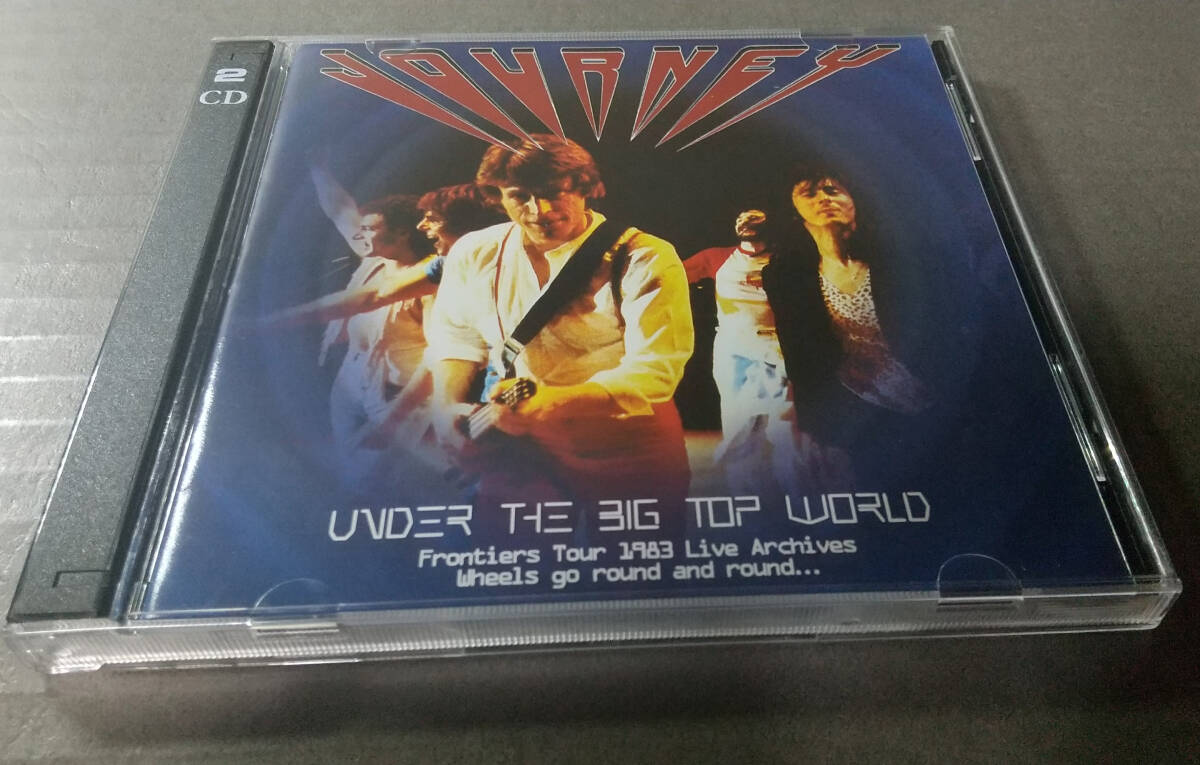 2
CD
JOURNEY
UNDER THE BIG TOP WORLD
Frontiers Tour 1983 Live Archives
Wheels go round and round...